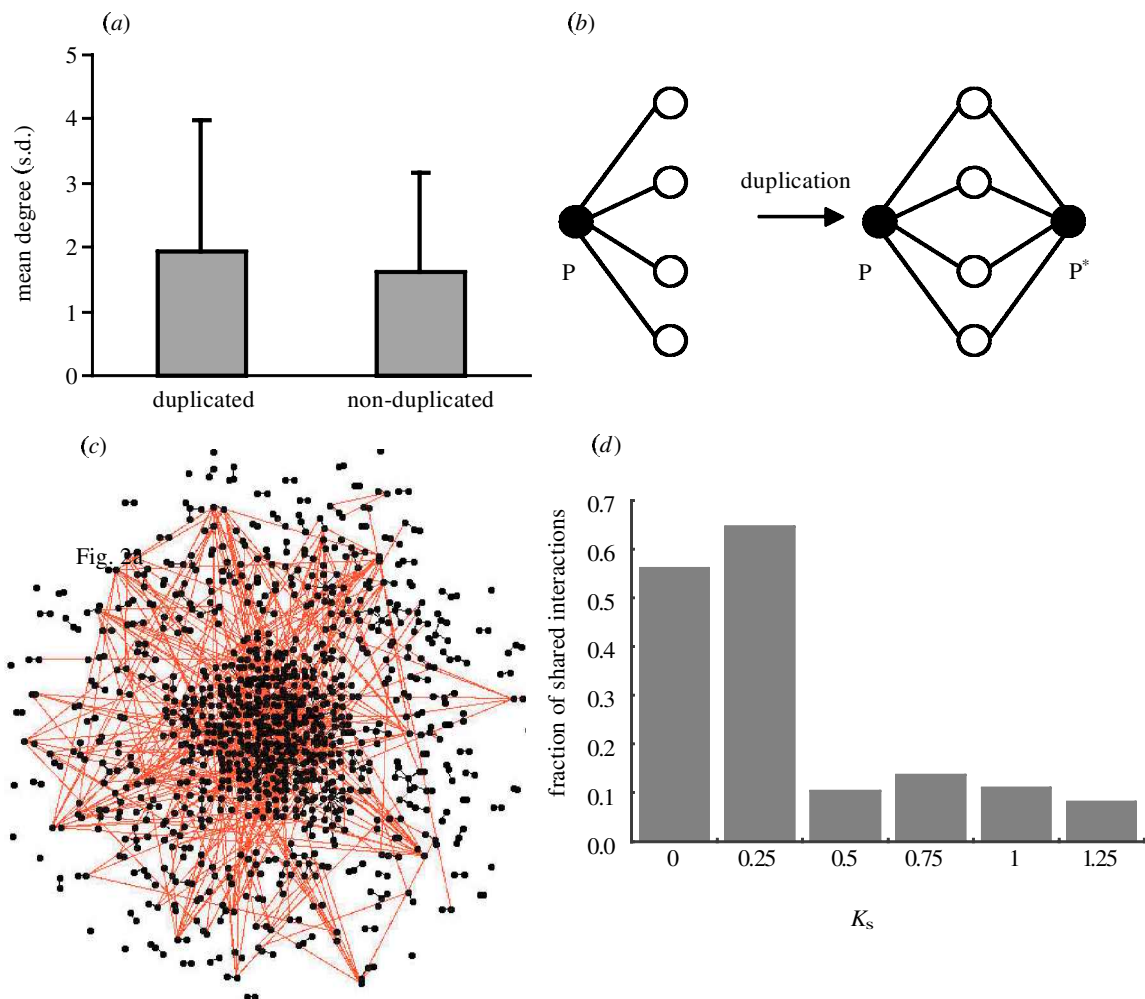 (a)
mean degree (s.d.)
5
4
3
2
1
0
duplicated
non-duplicated
(b)
P
duplication
P
P*
(c)
Fig. 2a
(d)
fraction of shared interactions
0.7
0.6
0.5
0.4
0.3
0.2
0.1
0.0
0
0.25
0.5
0.75
1
1.25
Ks